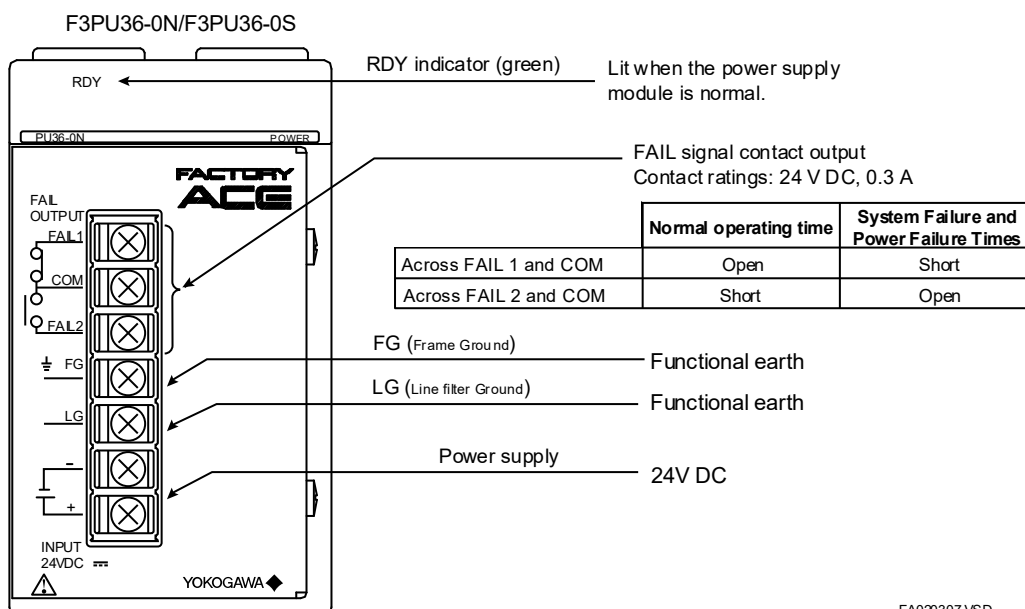 F3PU36-0N/F3PU36-0S
RDY
RDY indicator (green)
Lit when the power supply
module is normal.
PU36-0N
POWER
FACTORY
ACE
FAIL signal contact output
Contact ratings: 24 V DC, 0.3 A
Normal operating time
System Failure and
Power Failure Times
Across FAIL 1 and COM Open Short
Across FAIL 2 and COM Short Open
FAIL
OUTPUT
FAIL1
COM
FAIL2
FG
LG
-
+
INPUT
24VDC
YOKOGAWA
FG (Frame Ground)
Functional earth
LG (Line filter Ground)
Functional earth
Power supply
24V DC